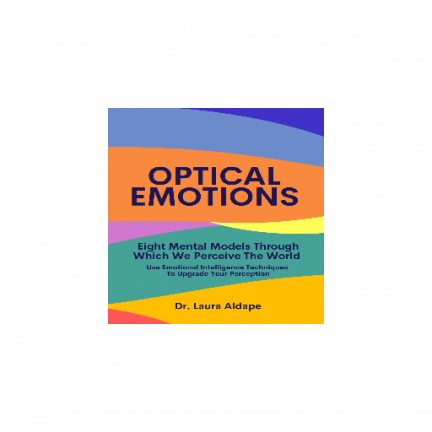 OPTICAL
EMOTIONS
Eight Mental Models Through
Which We Perceive The World
Use Emotional Intelligence Techniques
To Upgrade Your Perception
Dr. Laura Aldape